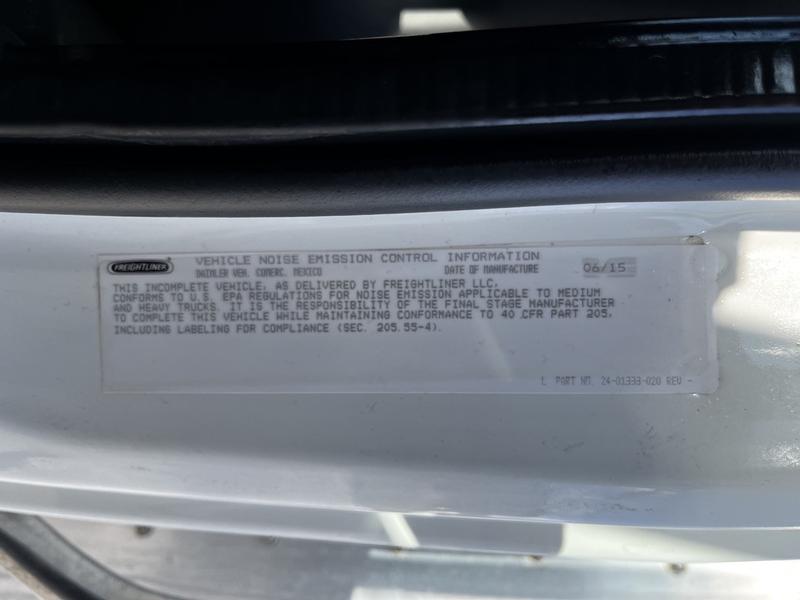 FREIGHTLINER
VEHICLE NOISE EMISSION CONTROL INFORMATION
DAIMLER VEH. COMERC. MEXICO DATE OF MANUFACTURE 06/15
THIS INCOMPLETE VEHICLE, AS DELIVERED BY FREIGHTLINER LLC,
CONFORMS TO U.S. EPA REGULATIONS FOR NOISE EMISSION APPLICABLE TO MEDIUM
AND HEAVY TRUCKS. IT IS THE RESPONSIBILITY OF THE FINAL STAGE MANUFACTURER
TO COMPLETE THIS VEHICLE WHILE MAINTAINING CONFORMANCE TO 40 CFR PART 205,
INCLUDING LABELING FOR COMPLIANCE (SEC. 205.55-4).
L PART NO. 24-01333-020 REV -